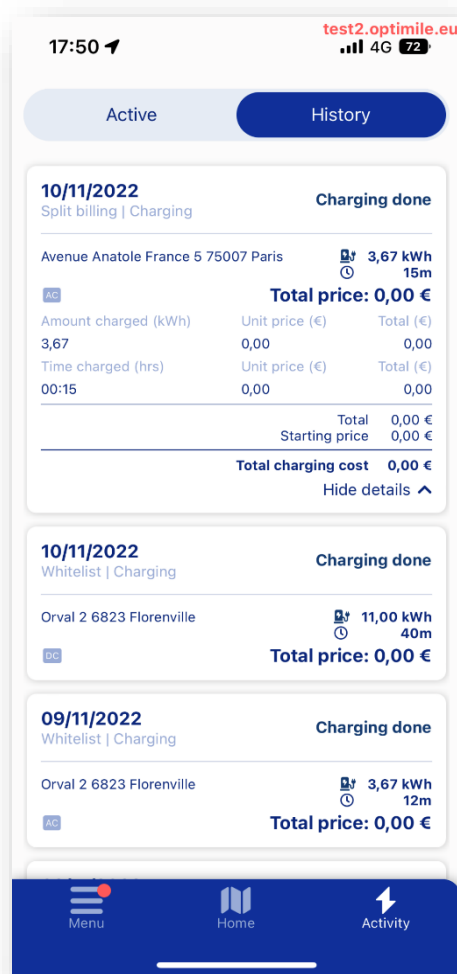 test2.optimile.eu
17:50 4G 72
Active History
10/11/2022 Charging done
Split billing | Charging
Avenue Anatole France 5 75007 Paris 3,67 kWh
15m
AC Total price: 0,00 €
Amount charged (kWh) Unit price (€) Total (€)
3,67 0,00 0,00
Time charged (hrs) Unit price (€) Total (€)
00:15 0,00 0,00
Total 0,00 €
Starting price 0,00 €
Total charging cost 0,00 €
Hide details
10/11/2022 Charging done
Whitelist | Charging
Orval 2 6823 Florenville 11,00 kWh
40m
DC Total price: 0,00 €
09/11/2022 Charging done
Whitelist | Charging
Orval 2 6823 Florenville 3,67 kWh
12m
AC Total price: 0,00 €
Menu Home Activity